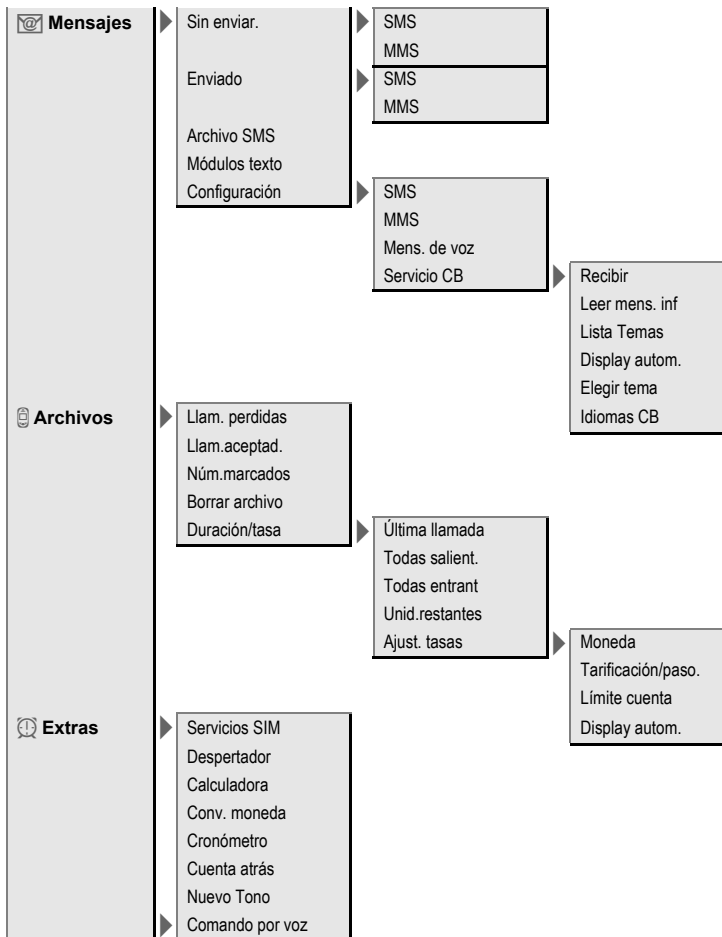 Mensajes
Sin enviar.
SMS
MMS
Enviado
SMS
MMS
Archivo SMS
Módulos texto
Configuración
SMS
MMS
Mens. de voz
Servicio CB
Recibir
Leer mens. inf
Lista Temas
Display autom.
Elegir tema
Idiomas CB
Archivos
Llam. perdidas
Llam.aceptad.
Núm.marcados
Borrar archivo
Duración/tasa
Última llamada
Todas salient.
Todas entrant
Unid.restantes
Ajust. tasas
Moneda
Tarificación/paso.
Límite cuenta
Display autom.
Extras
Servicios SIM
Despertador
Calculadora
Conv. moneda
Cronómetro
Cuenta atrás
Nuevo Tono
Comando por voz